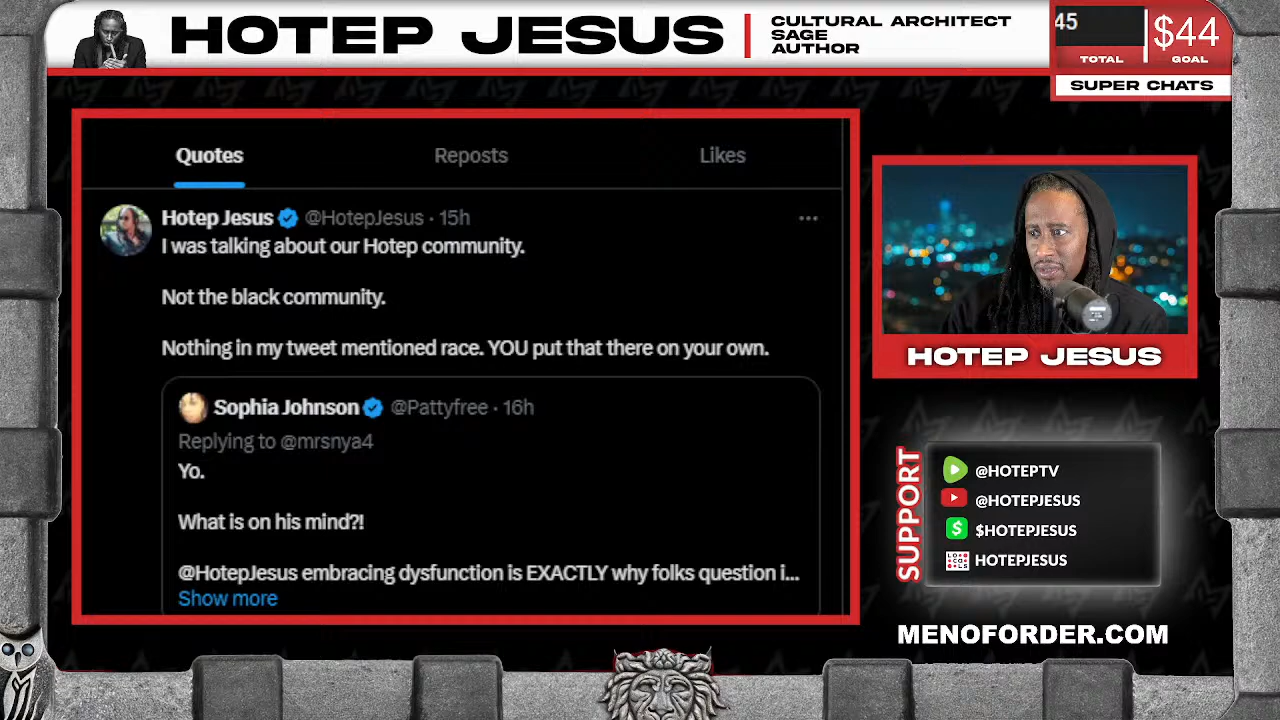 HOTEP JESUS
CULTURAL ARCHITECT
SAGE
AUTHOR
45
$44
TOTAL
GOAL
SUPER CHATS
Quotes
Reposts
Likes
Hotep Jesus @HotepJesus · 15h
I was talking about our Hotep community.
Not the black community.
Nothing in my tweet mentioned race. YOU put that there on your own.
Sophia Johnson @Pattyfree · 16h
Replying to @mrsnya4
Yo.
What is on his mind?!
@HotepJesus embracing dysfunction is EXACTLY why folks question i...
Show more
HOTEP JESUS
SUPPORT
@HOTEPTV
@HOTEPJESUS
$HOTEPJESUS
LOCALS
HOTEPJESUS
MENOFORDER.COM